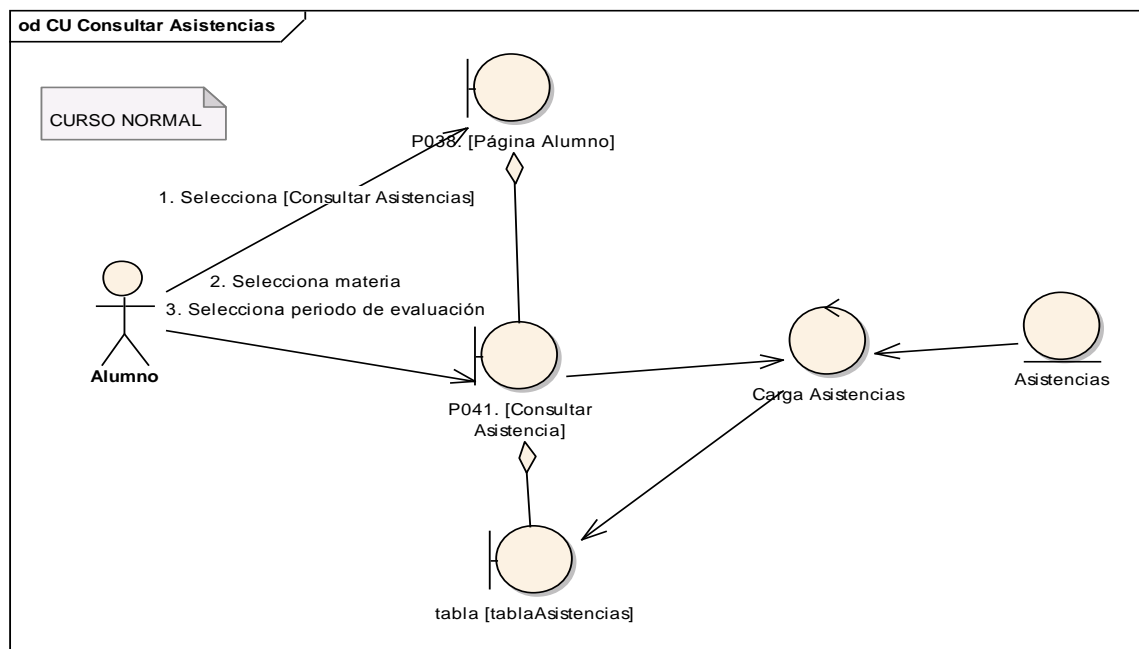 od CU Consultar Asistencias
CURSO NORMAL
P038. [Página Alumno]
1. Selecciona [Consultar Asistencias]
2. Selecciona materia
3. Selecciona periodo de evaluación
Alumno
P041. [Consultar
Asistencia]
Carga Asistencias
Asistencias
tabla [tablaAsistencias]